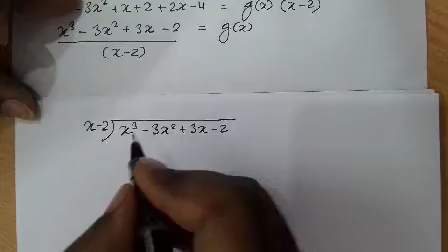 - 3x² + x + 2 + 2x - 4 = g(x) (x-2)
x³ - 3x² + 3x - 2 = g(x)
(x-2)
x-2 ) x³ - 3x² + 3x - 2